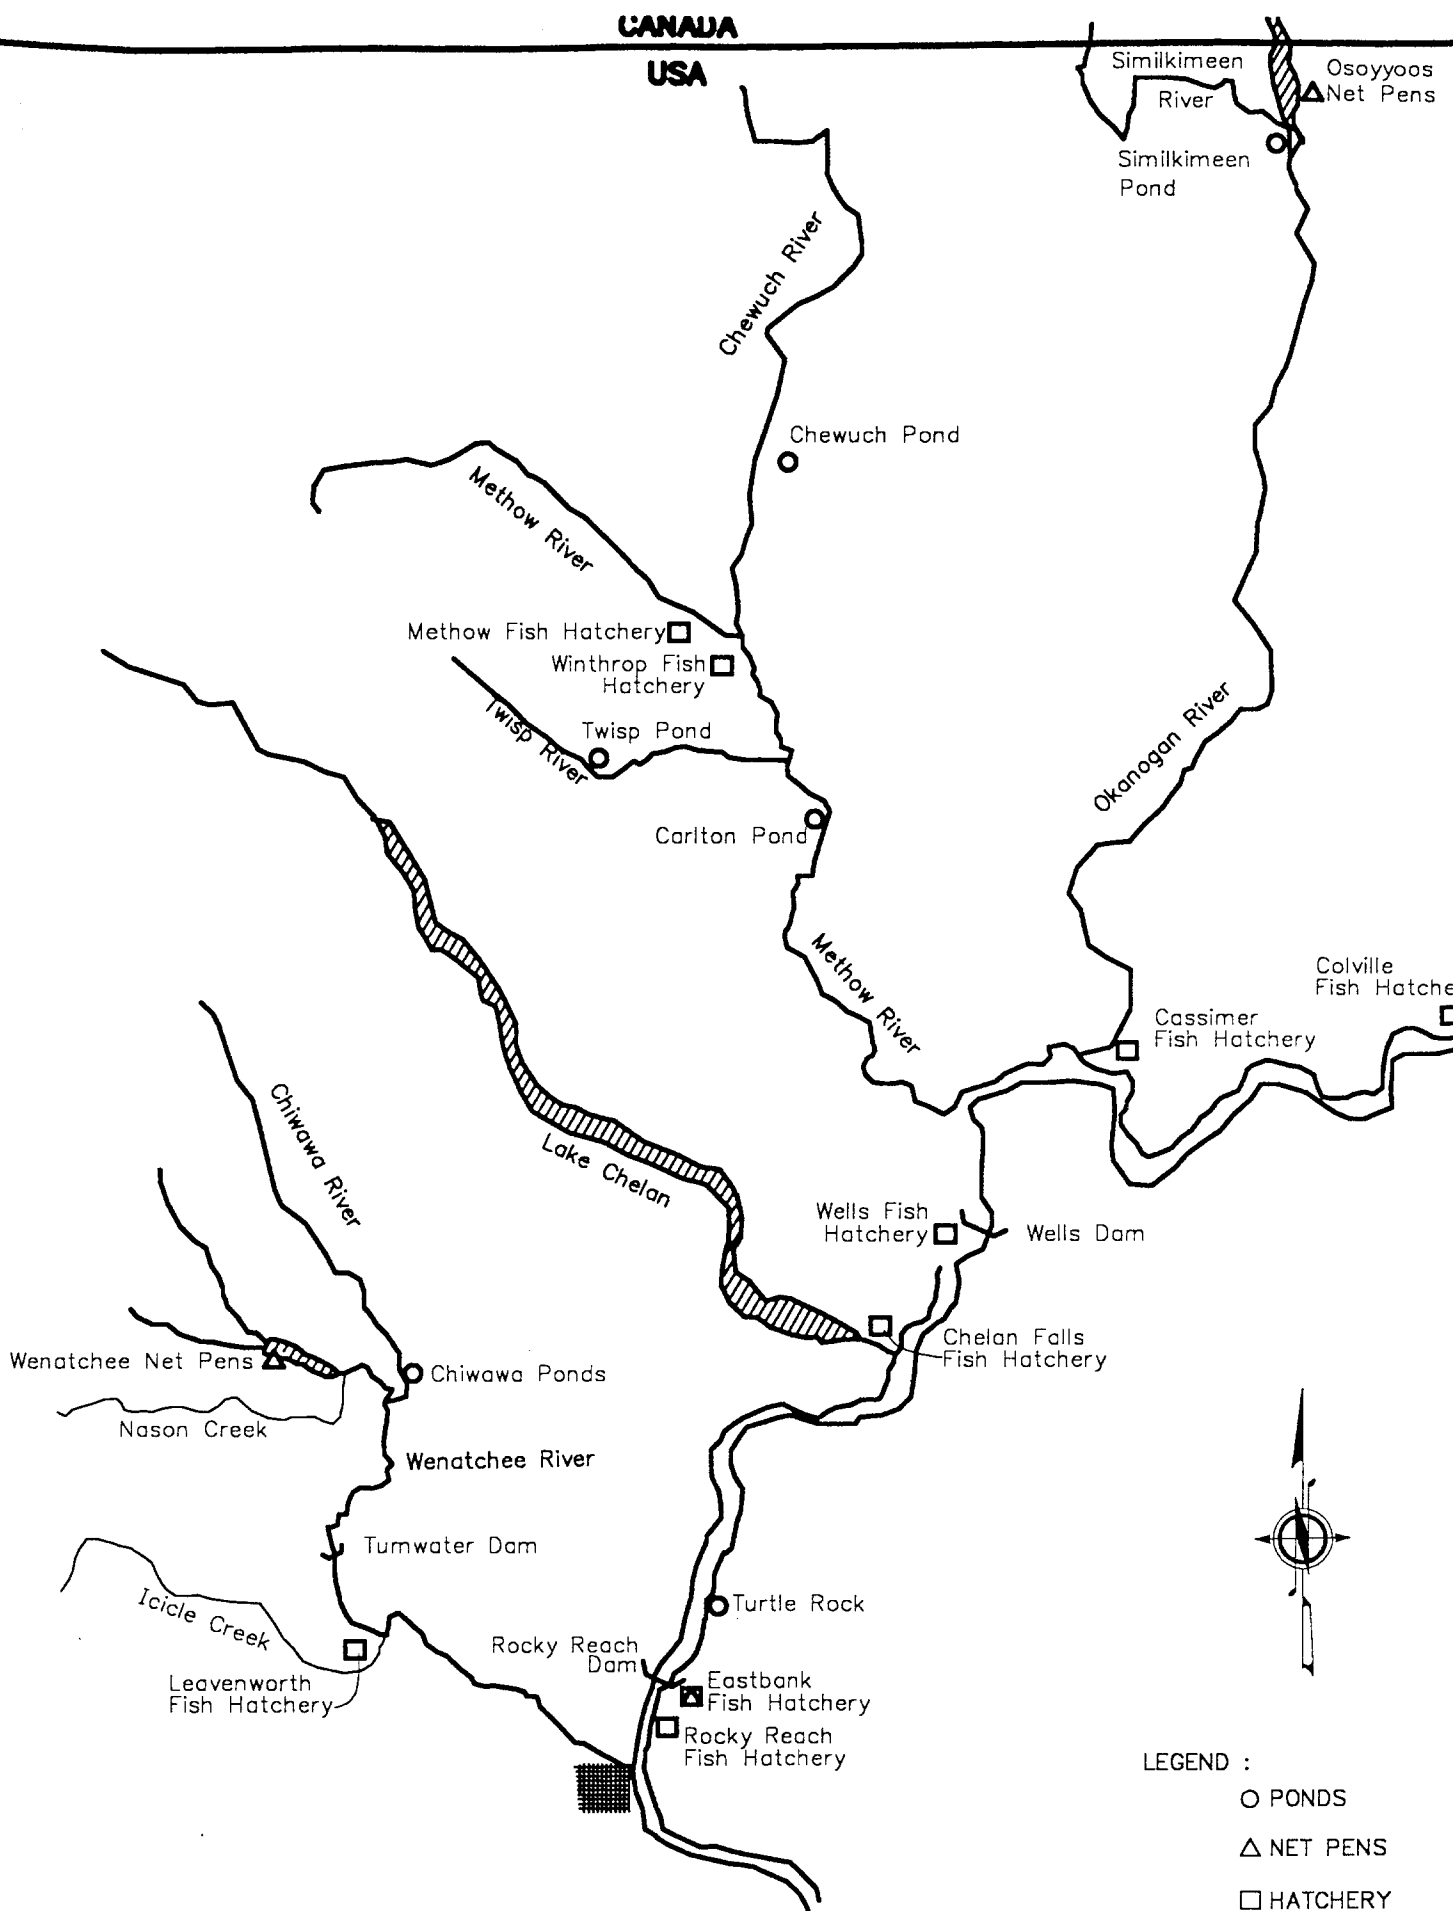 CANADA
USA
Similkimeen
River
Osoyyoos
Net Pens
Similkimeen
Pond
Chewuch River
Chewuch Pond
Methow River
Methow Fish Hatchery
Winthrop Fish
Hatchery
Twisp River
Twisp Pond
Carlton Pond
Okanogan River
Methow River
Colville
Fish Hatche
Cassimer
Fish Hatchery
Chiwawa River
Lake Chelan
Wells Fish
Hatchery
Wells Dam
Chelan Falls
Fish Hatchery
Wenatchee Net Pens
Chiwawa Ponds
Nason Creek
Wenatchee River
Tumwater Dam
Icicle Creek
Turtle Rock
Rocky Reach
Dam
Leavenworth
Fish Hatchery
Eastbank
Fish Hatchery
Rocky Reach
Fish Hatchery
LEGEND :
PONDS
NET PENS
HATCHERY